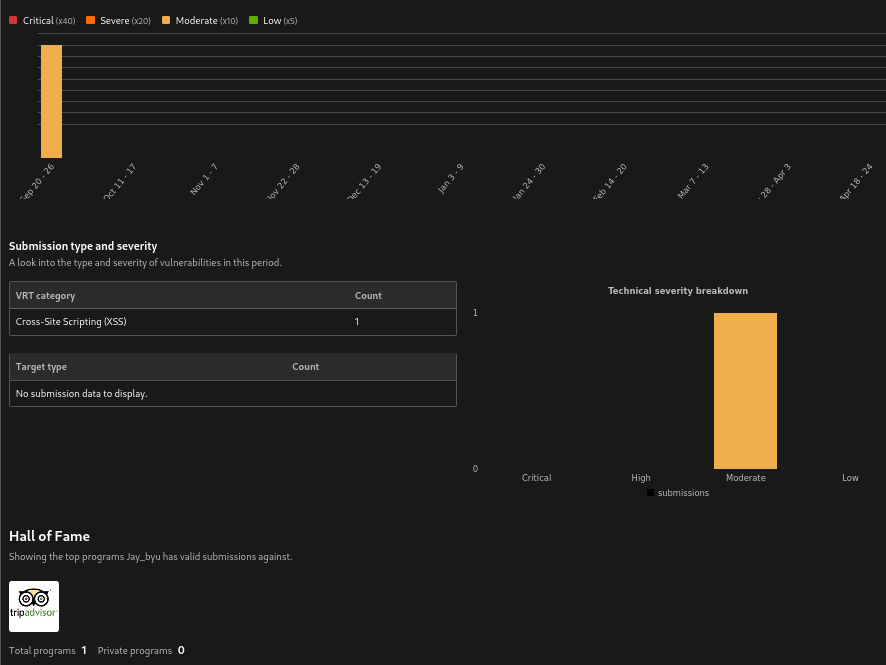 Critical (x40) Severe (x20) Moderate (x10) Low (x5)
Sep 20 - 26 Oct 11 - 17 Nov 1 - 7 Nov 22 - 28 Dec 13 - 19 Jan 3 - 9 Jan 24 - 30 Feb 14 - 20 Mar 7 - 13 28 - Apr 3 Apr 18 - 24
Submission type and severity
A look into the type and severity of vulnerabilities in this period.
VRT category Count
Cross-Site Scripting (XSS) 1
Target type Count
No submission data to display.
Technical severity breakdown
1
0
Critical High Moderate Low
submissions
Hall of Fame
Showing the top programs Jay_byu has valid submissions against.
tripadvisor
Total programs 1 Private programs 0